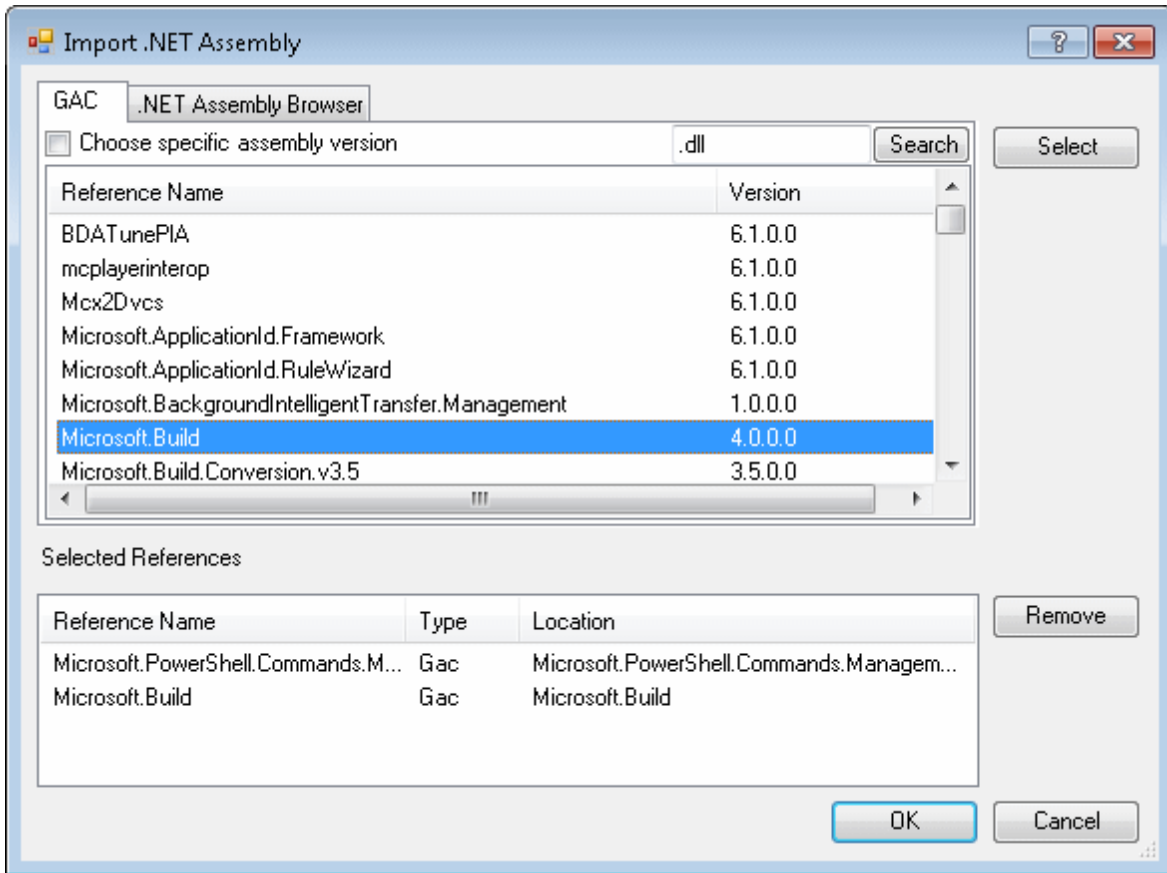 Import .NET Assembly
GAC .NET Assembly Browser
Choose specific assembly version .dll Search Select
Reference Name Version
BDATunePIA 6.1.0.0
mcplayerinterop 6.1.0.0
Mcx2Dvcs 6.1.0.0
Microsoft.ApplicationId.Framework 6.1.0.0
Microsoft.ApplicationId.RuleWizard 6.1.0.0
Microsoft.BackgroundIntelligentTransfer.Management 1.0.0.0
Microsoft.Build 4.0.0.0
Microsoft.Build.Conversion.v3.5 3.5.0.0
Selected References
Reference Name Type Location Remove
Microsoft.PowerShell.Commands.M... Gac Microsoft.PowerShell.Commands.Managem...
Microsoft.Build Gac Microsoft.Build
OK Cancel